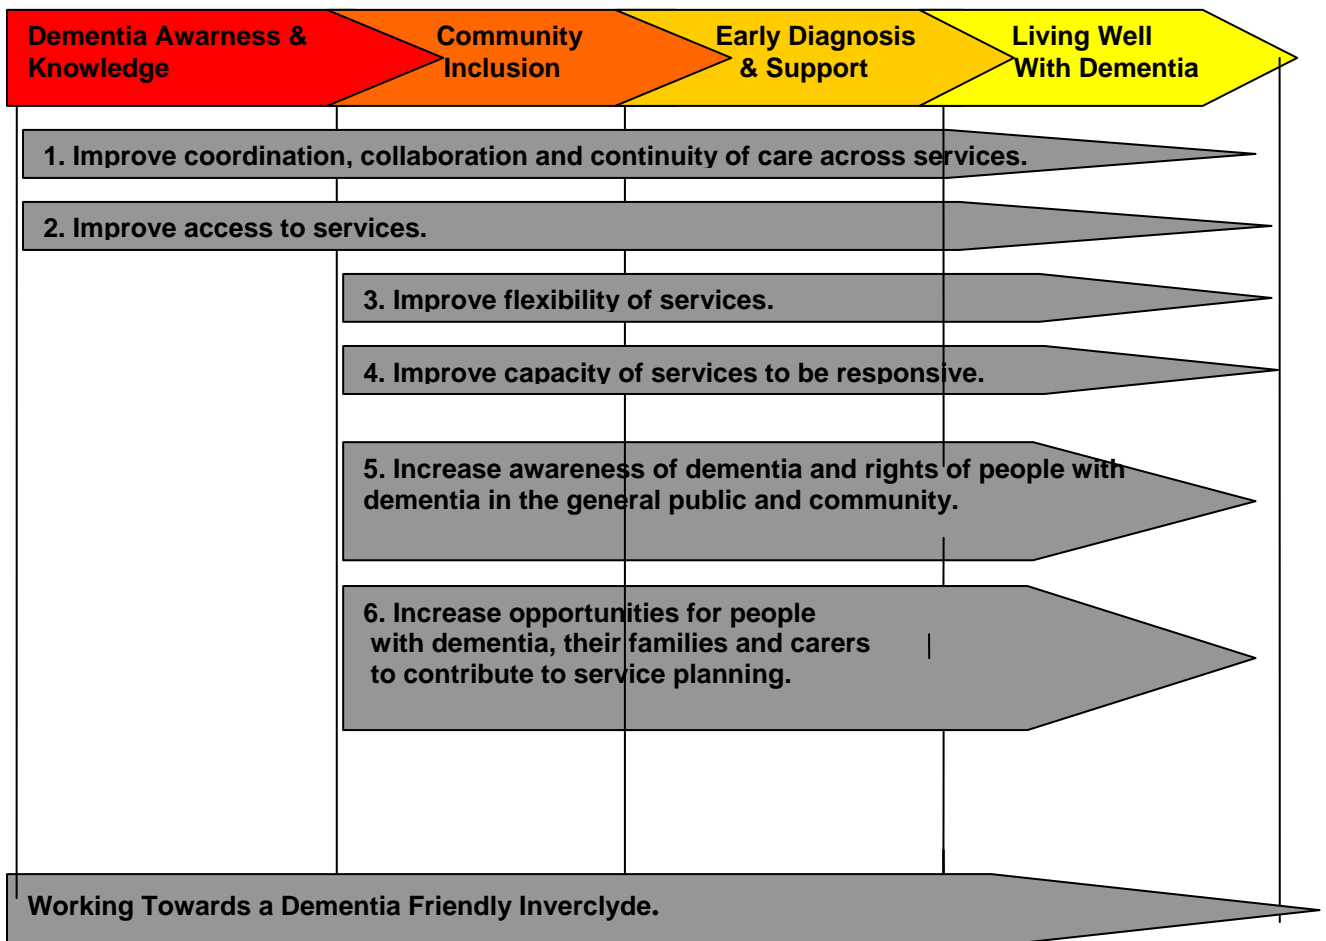 Dementia Awarness &
Knowledge
Community
Inclusion
Early Diagnosis
& Support
Living Well
With Dementia
1. Improve coordination, collaboration and continuity of care across services.
2. Improve access to services.
3. Improve flexibility of services.
4. Improve capacity of services to be responsive.
5. Increase awareness of dementia and rights of people with
dementia in the general public and community.
6. Increase opportunities for people
with dementia, their families and carers
to contribute to service planning.
Working Towards a Dementia Friendly Inverclyde.